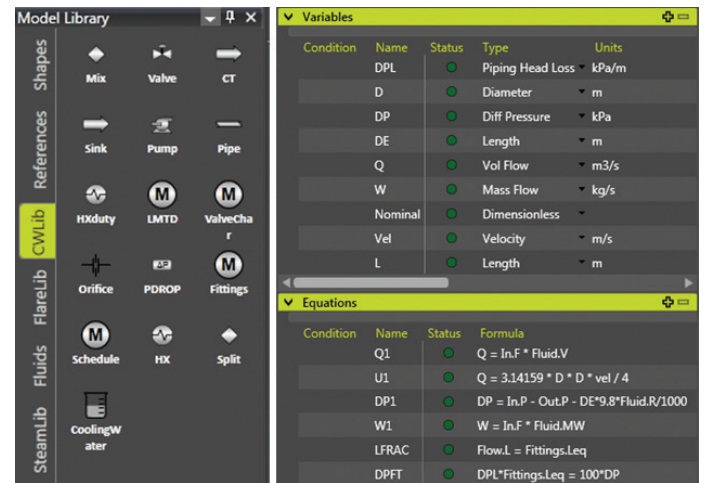 Model Library
Shapes
References
CWLib
FlareLib
Fluids
SteamLib
Mix
Valve
CT
Sink
Pump
Pipe
HXduty
M
LMTD
M
ValveCha
r
Orifice
ΔP
PDROP
M
Fittings
M
Schedule
HX
Split
CoolingW
ater
Variables
Condition Name Status Type Units
DPL Piping Head Loss kPa/m
D Diameter m
DP Diff Pressure kPa
DE Length m
Q Vol Flow m3/s
W Mass Flow kg/s
Nominal Dimensionless
Vel Velocity m/s
L Length m
Equations
Condition Name Status Formula
Q1 Q = In.F * Fluid.V
U1 Q = 3.14159 * D * D * vel / 4
DP1 DP = In.P - Out.P - DE*9.8*Fluid.R/1000
W1 W = In.F * Fluid.MW
LFRAC Flow.L = Fittings.Leq
DPFT DPL*Fittings.Leq = 100*DP